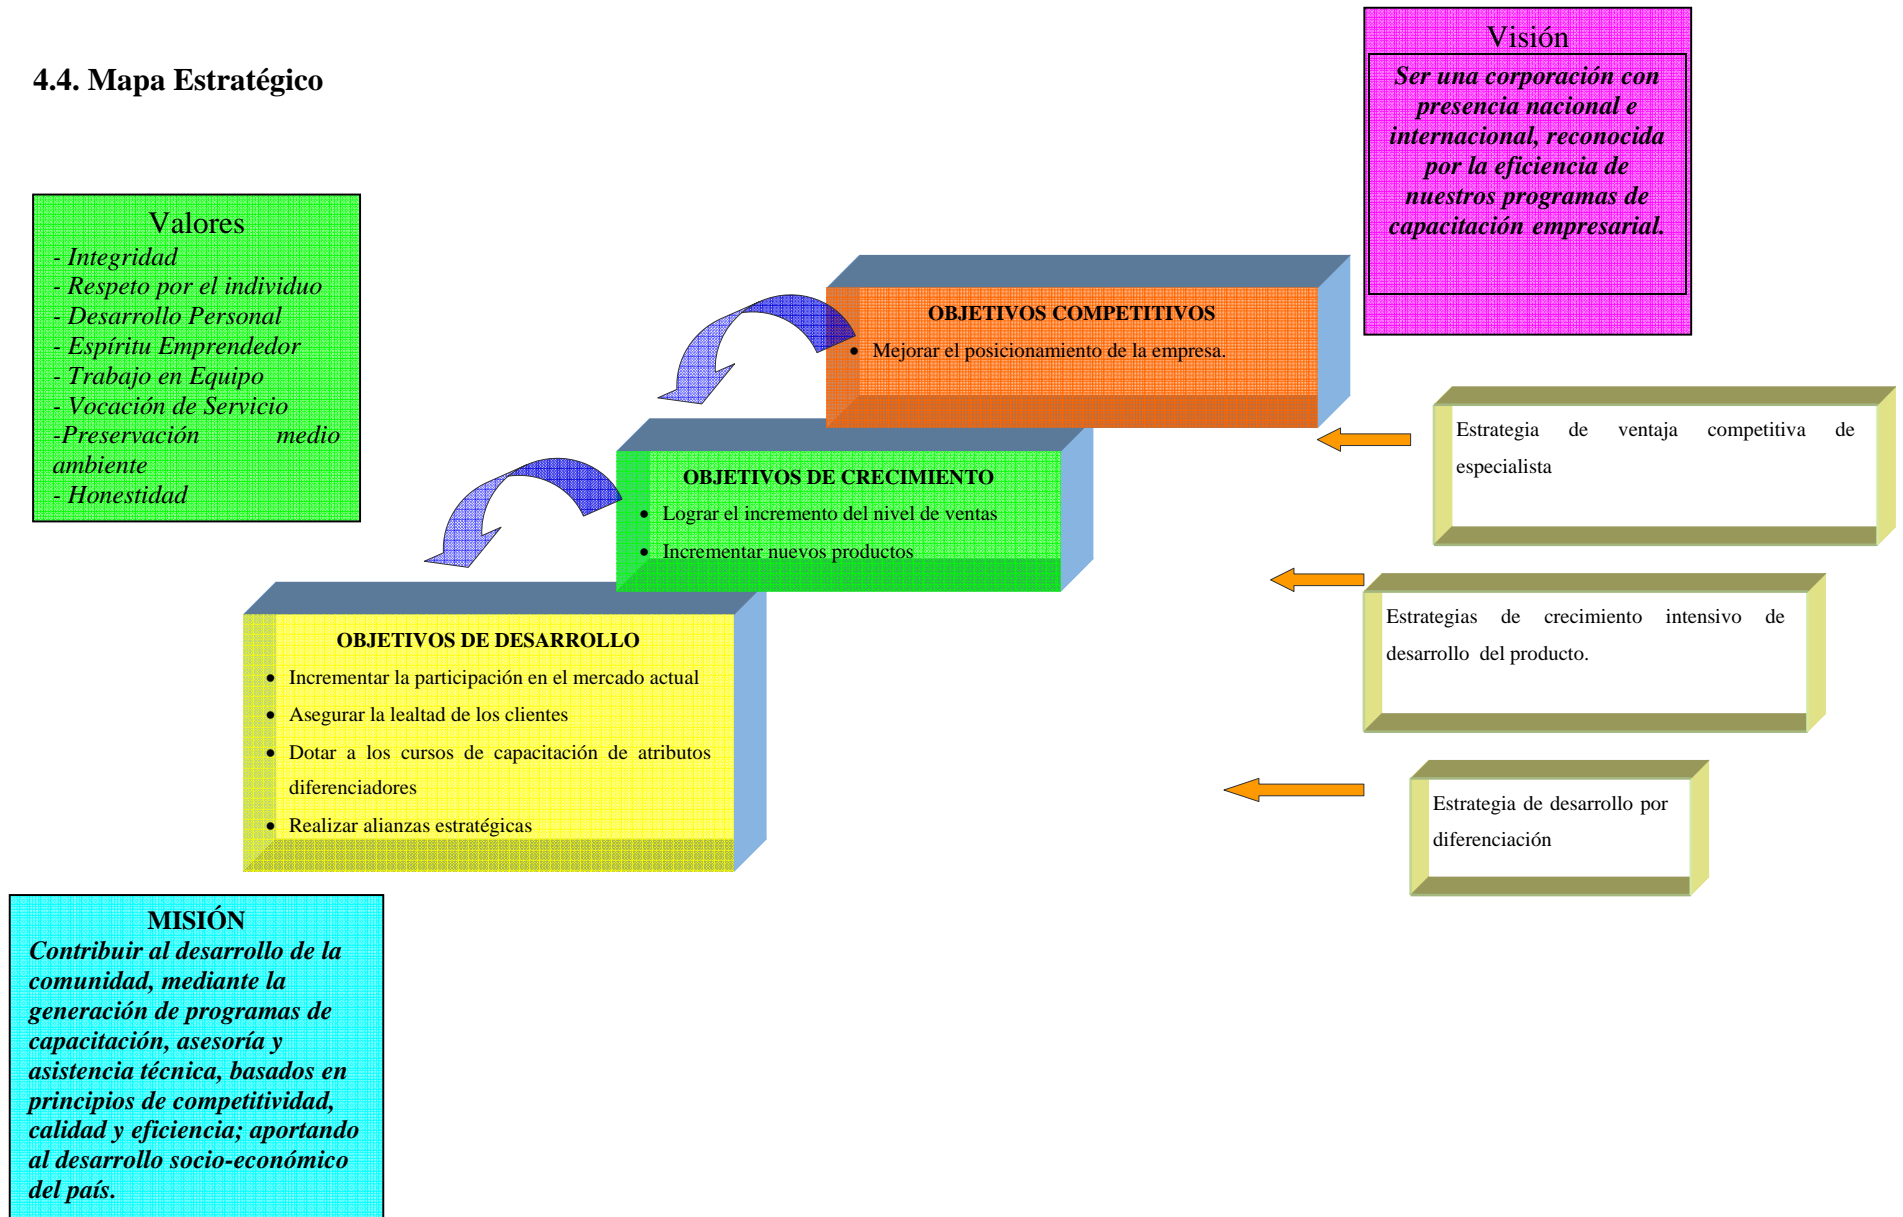 4.4. Mapa Estratégico
Visión
Ser una corporación con
presencia nacional e
internacional, reconocida
por la eficiencia de
nuestros programas de
capacitación empresarial.
Valores
- Integridad
- Respeto por el individuo
- Desarrollo Personal
- Espíritu Emprendedor
- Trabajo en Equipo
- Vocación de Servicio
-Preservación medio
ambiente
- Honestidad
OBJETIVOS COMPETITIVOS
• Mejorar el posicionamiento de la empresa.
Estrategia de ventaja competitiva de
especialista
OBJETIVOS DE CRECIMIENTO
• Lograr el incremento del nivel de ventas
• Incrementar nuevos productos
Estrategias de crecimiento intensivo de
desarrollo del producto.
OBJETIVOS DE DESARROLLO
• Incrementar la participación en el mercado actual
• Asegurar la lealtad de los clientes
• Dotar a los cursos de capacitación de atributos
diferenciadores
• Realizar alianzas estratégicas
Estrategia de desarrollo por
diferenciación
MISIÓN
Contribuir al desarrollo de la
comunidad, mediante la
generación de programas de
capacitación, asesoría y
asistencia técnica, basados en
principios de competitividad,
calidad y eficiencia; aportando
al desarrollo socio-económico
del país.